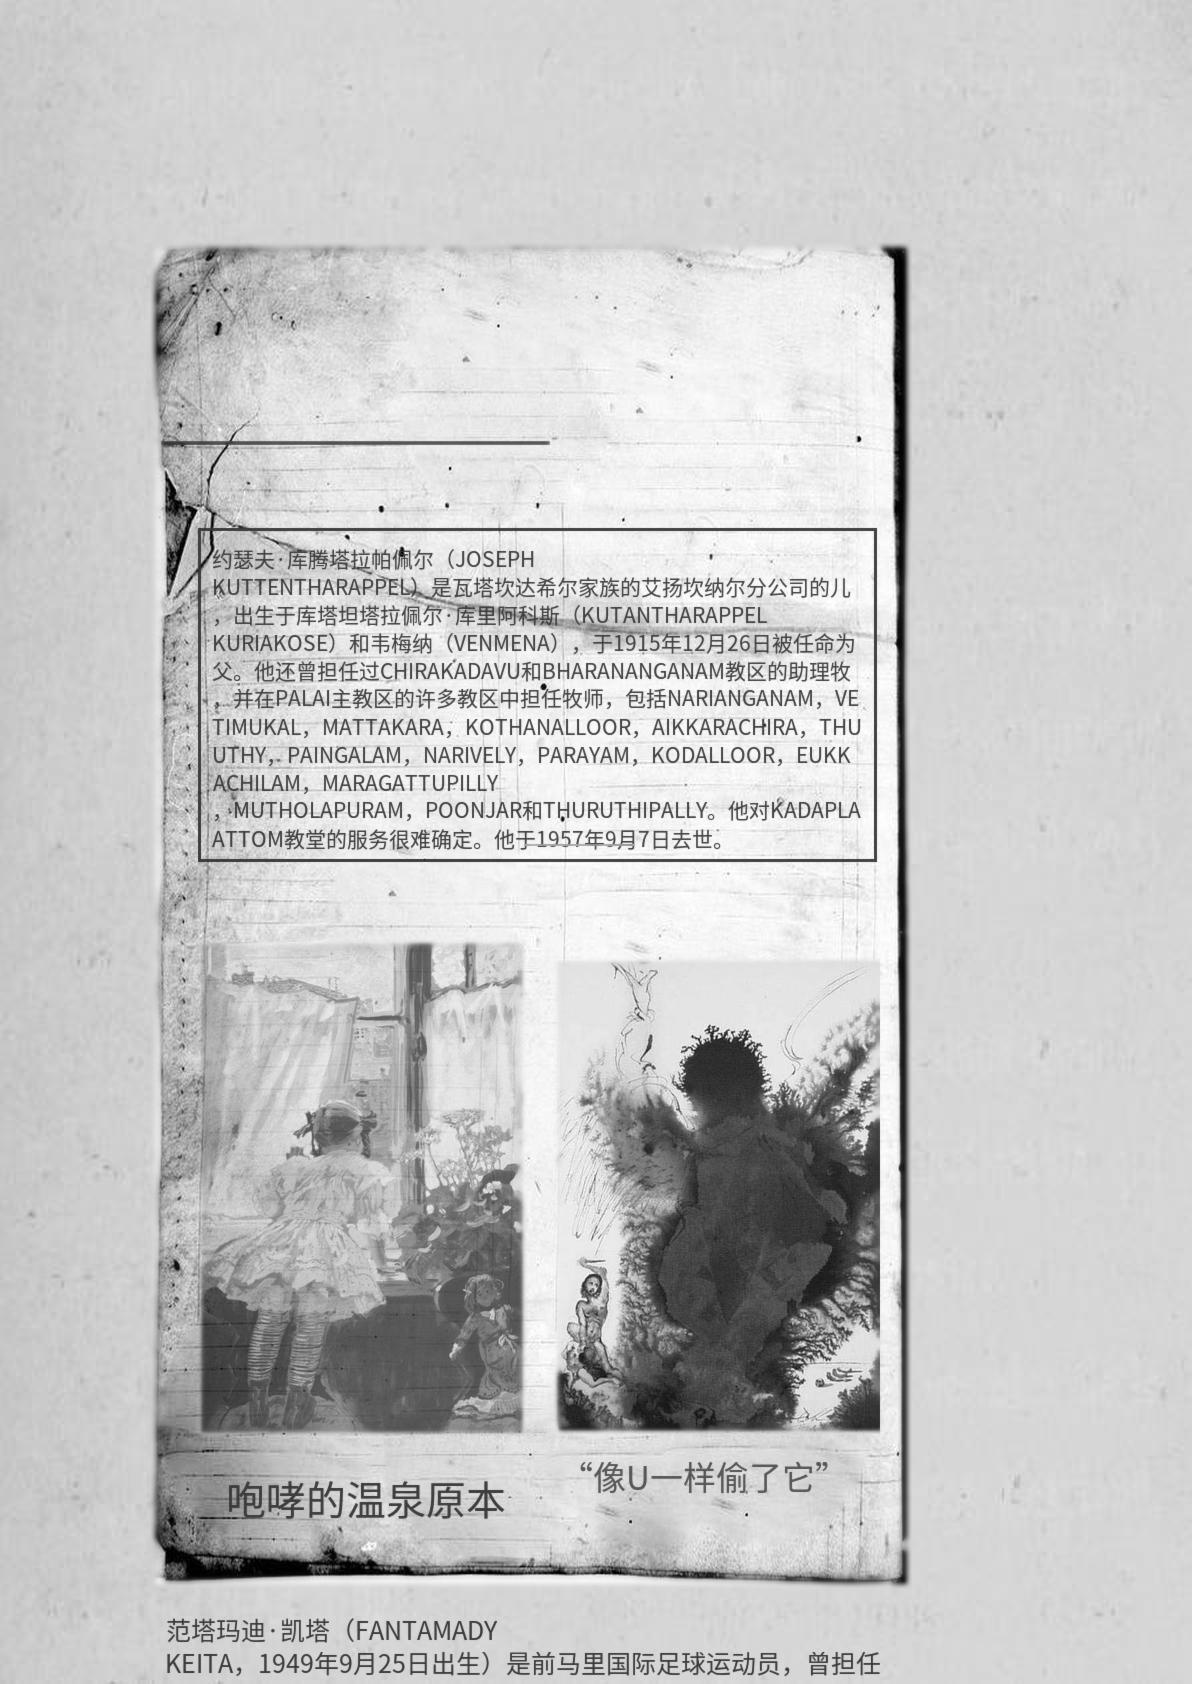 约瑟夫·库腾塔拉帕佩尔（JOSEPH
KUTTENTHARAPPEL）是瓦塔坎达希尔家族的艾扬坎纳尔分公司的儿
，出生于库塔坦塔拉佩尔·库里阿科斯（KUTANTHARAPPEL
KURIAKOSE）和韦梅纳（VENMENA），于1915年12月26日被任命为
父。他还曾担任过CHIRAKADAVU和BHARANANGANAM教区的助理牧
，并在PALAI主教区的许多教区中担任牧师，包括NARIANGANAM，VE
TIMUKAL，MATTAKARA，KOTHANALLOOR，AIKKARACHIRA，THU
UTHY，PAINGALAM，NARIVELY，PARAYAM，KODALLOOR，EUKK
ACHILAM，MARAGATTUPILLY
，MUTHOLAPURAM，POONJAR和THURUTHIPALLY。他对KADAPLA
ATTOM教堂的服务很难确定。他于1957年9月7日去世。
“像U一样偷了它”
咆哮的温泉原本
范塔玛迪·凯塔（FANTAMADY
KEITA，1949年9月25日出生）是前马里国际足球运动员，曾担任